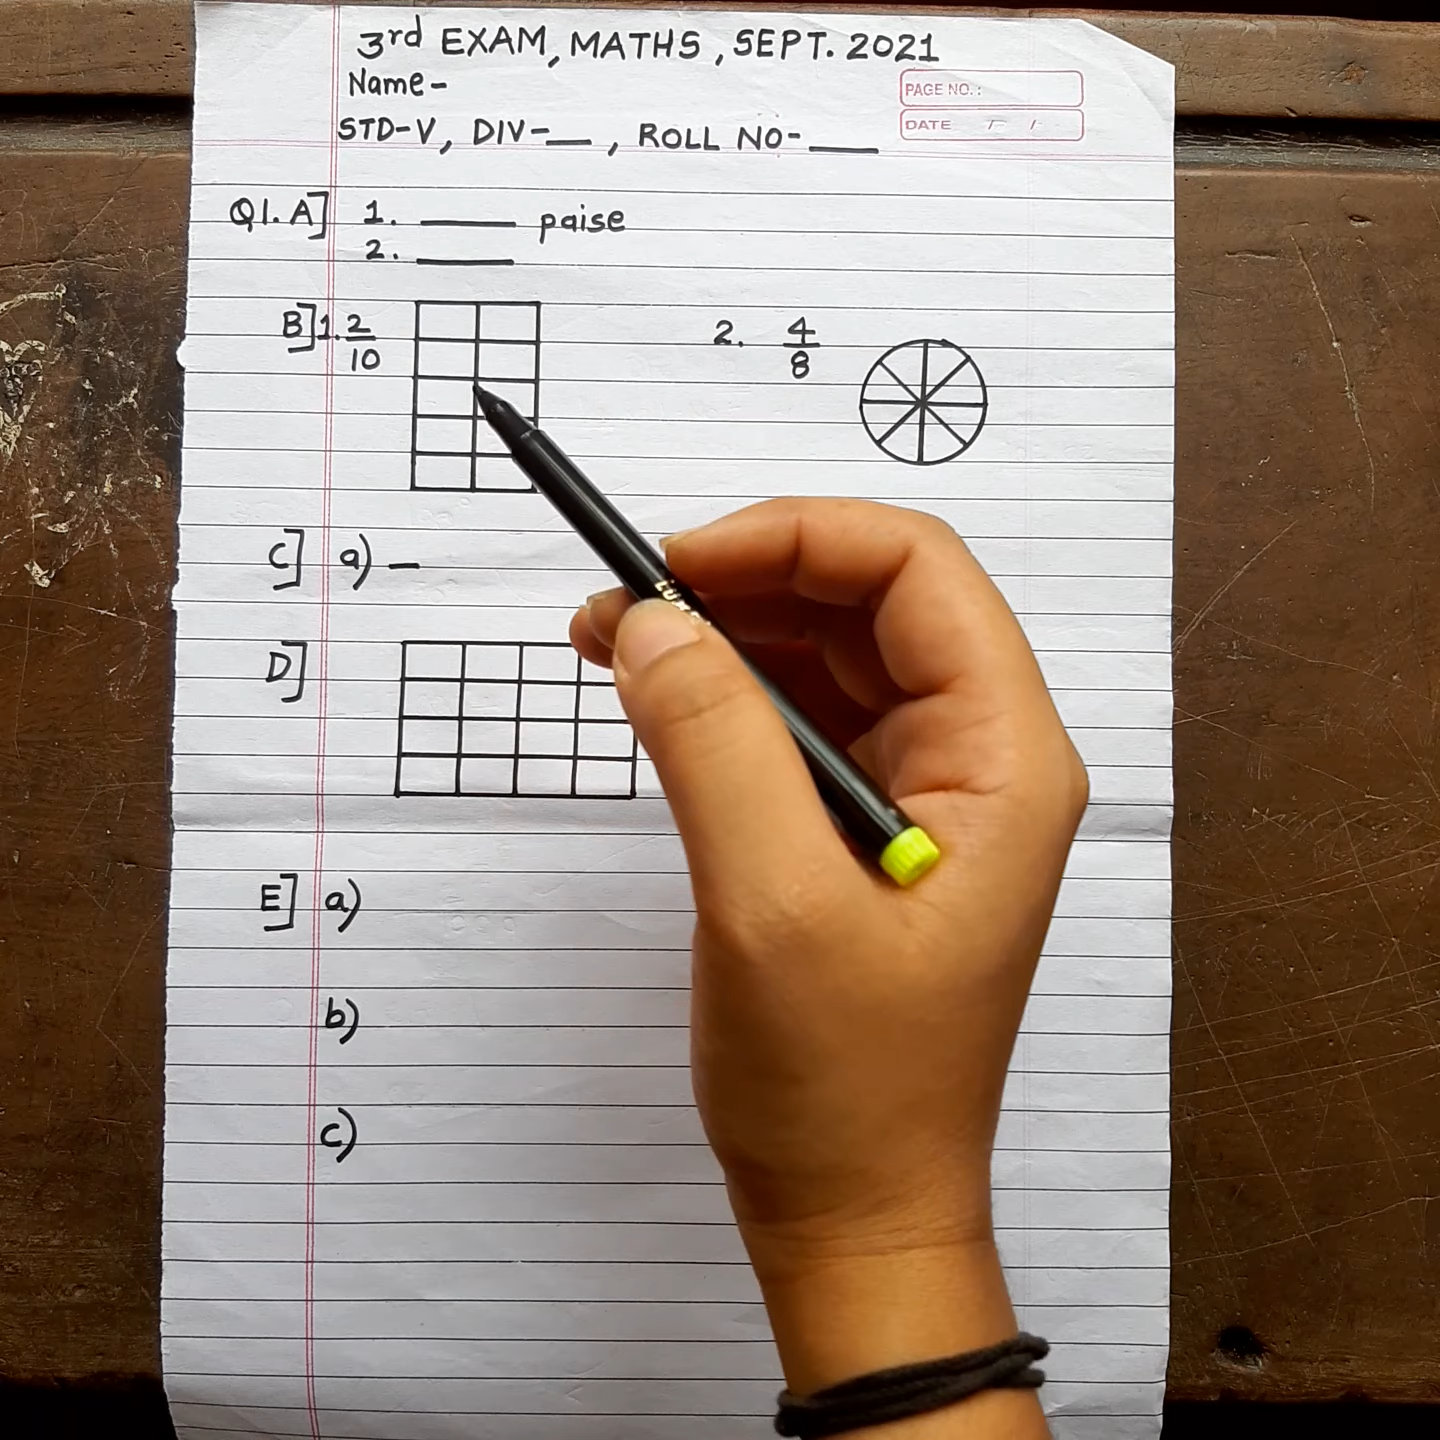 3rd EXAM, MATHS, SEPT. 2021
Name-
PAGE NO.:
DATE / /
STD-V, DIV-__, ROLL NO-___
Q1. A] 1. ____ paise
2. ____
B] 1. 2/10 2. 4/8
C] a) -
D]
E] a)
b)
c)